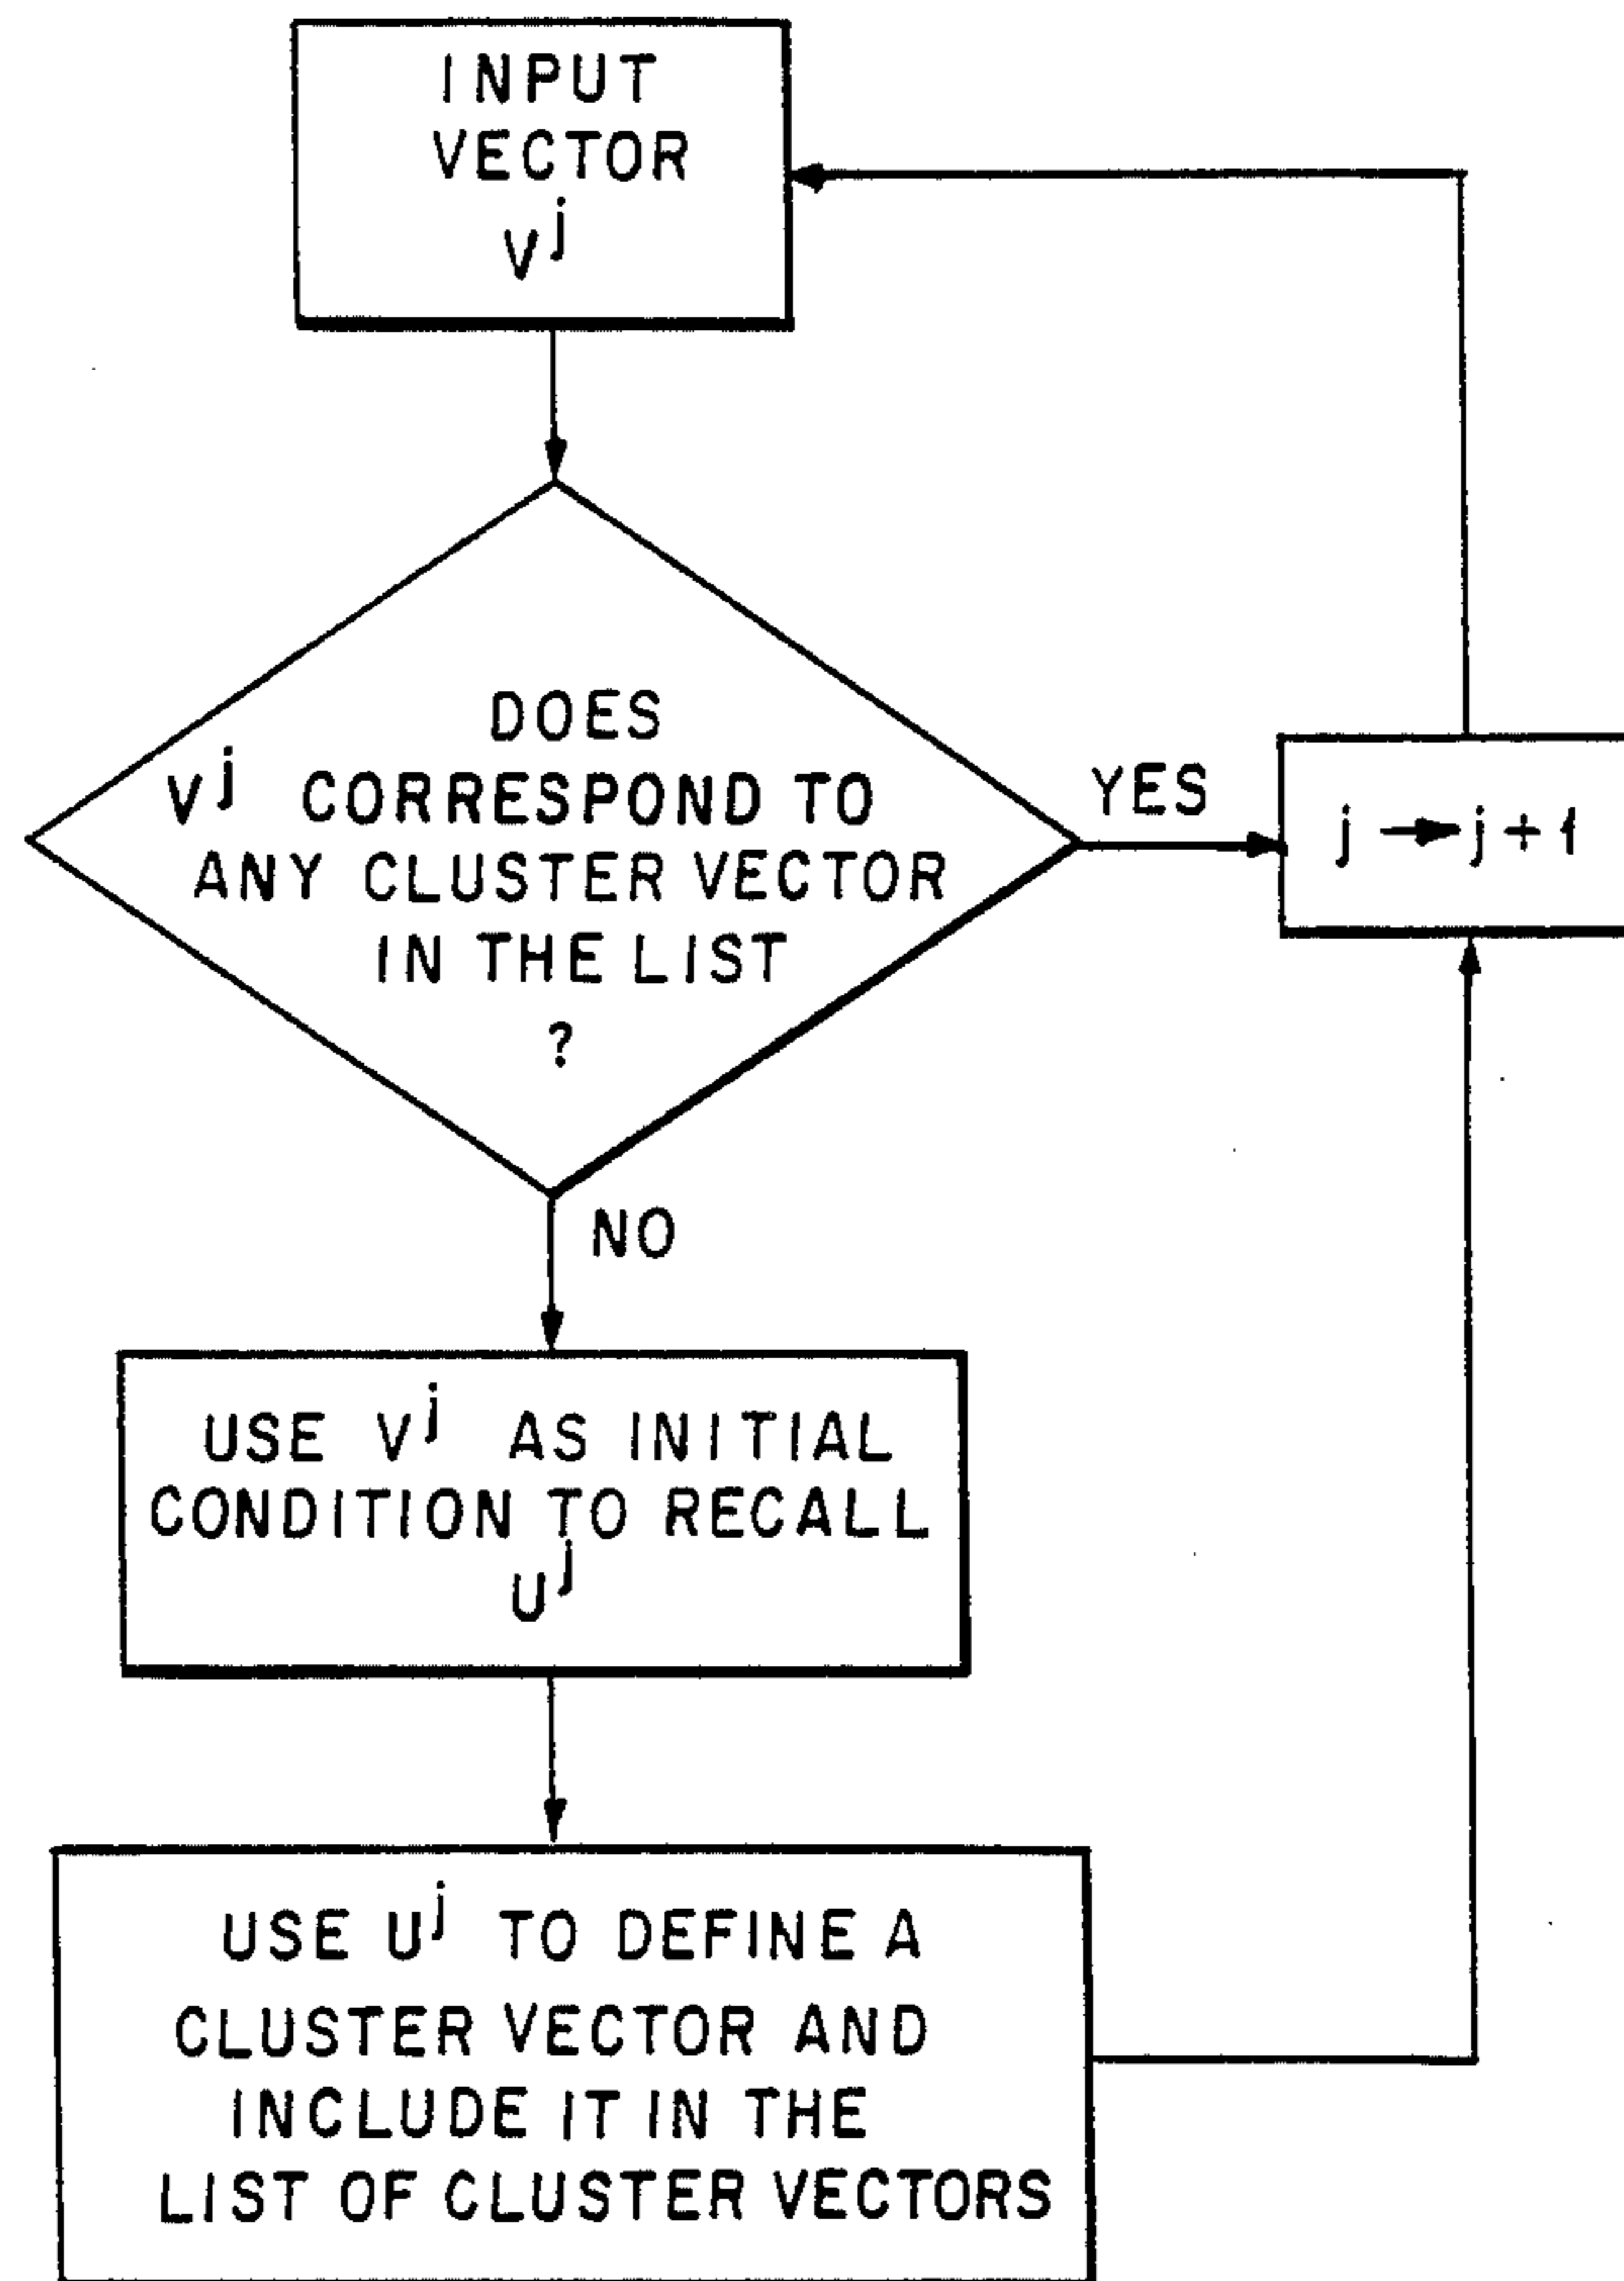 INPUT
VECTOR
V^j
DOES
V^j CORRESPOND TO
ANY CLUSTER VECTOR
IN THE LIST
?
YES
j → j + 1
NO
USE V^j AS INITIAL
CONDITION TO RECALL
U^j
USE U^j TO DEFINE A
CLUSTER VECTOR AND
INCLUDE IT IN THE
LIST OF CLUSTER VECTORS